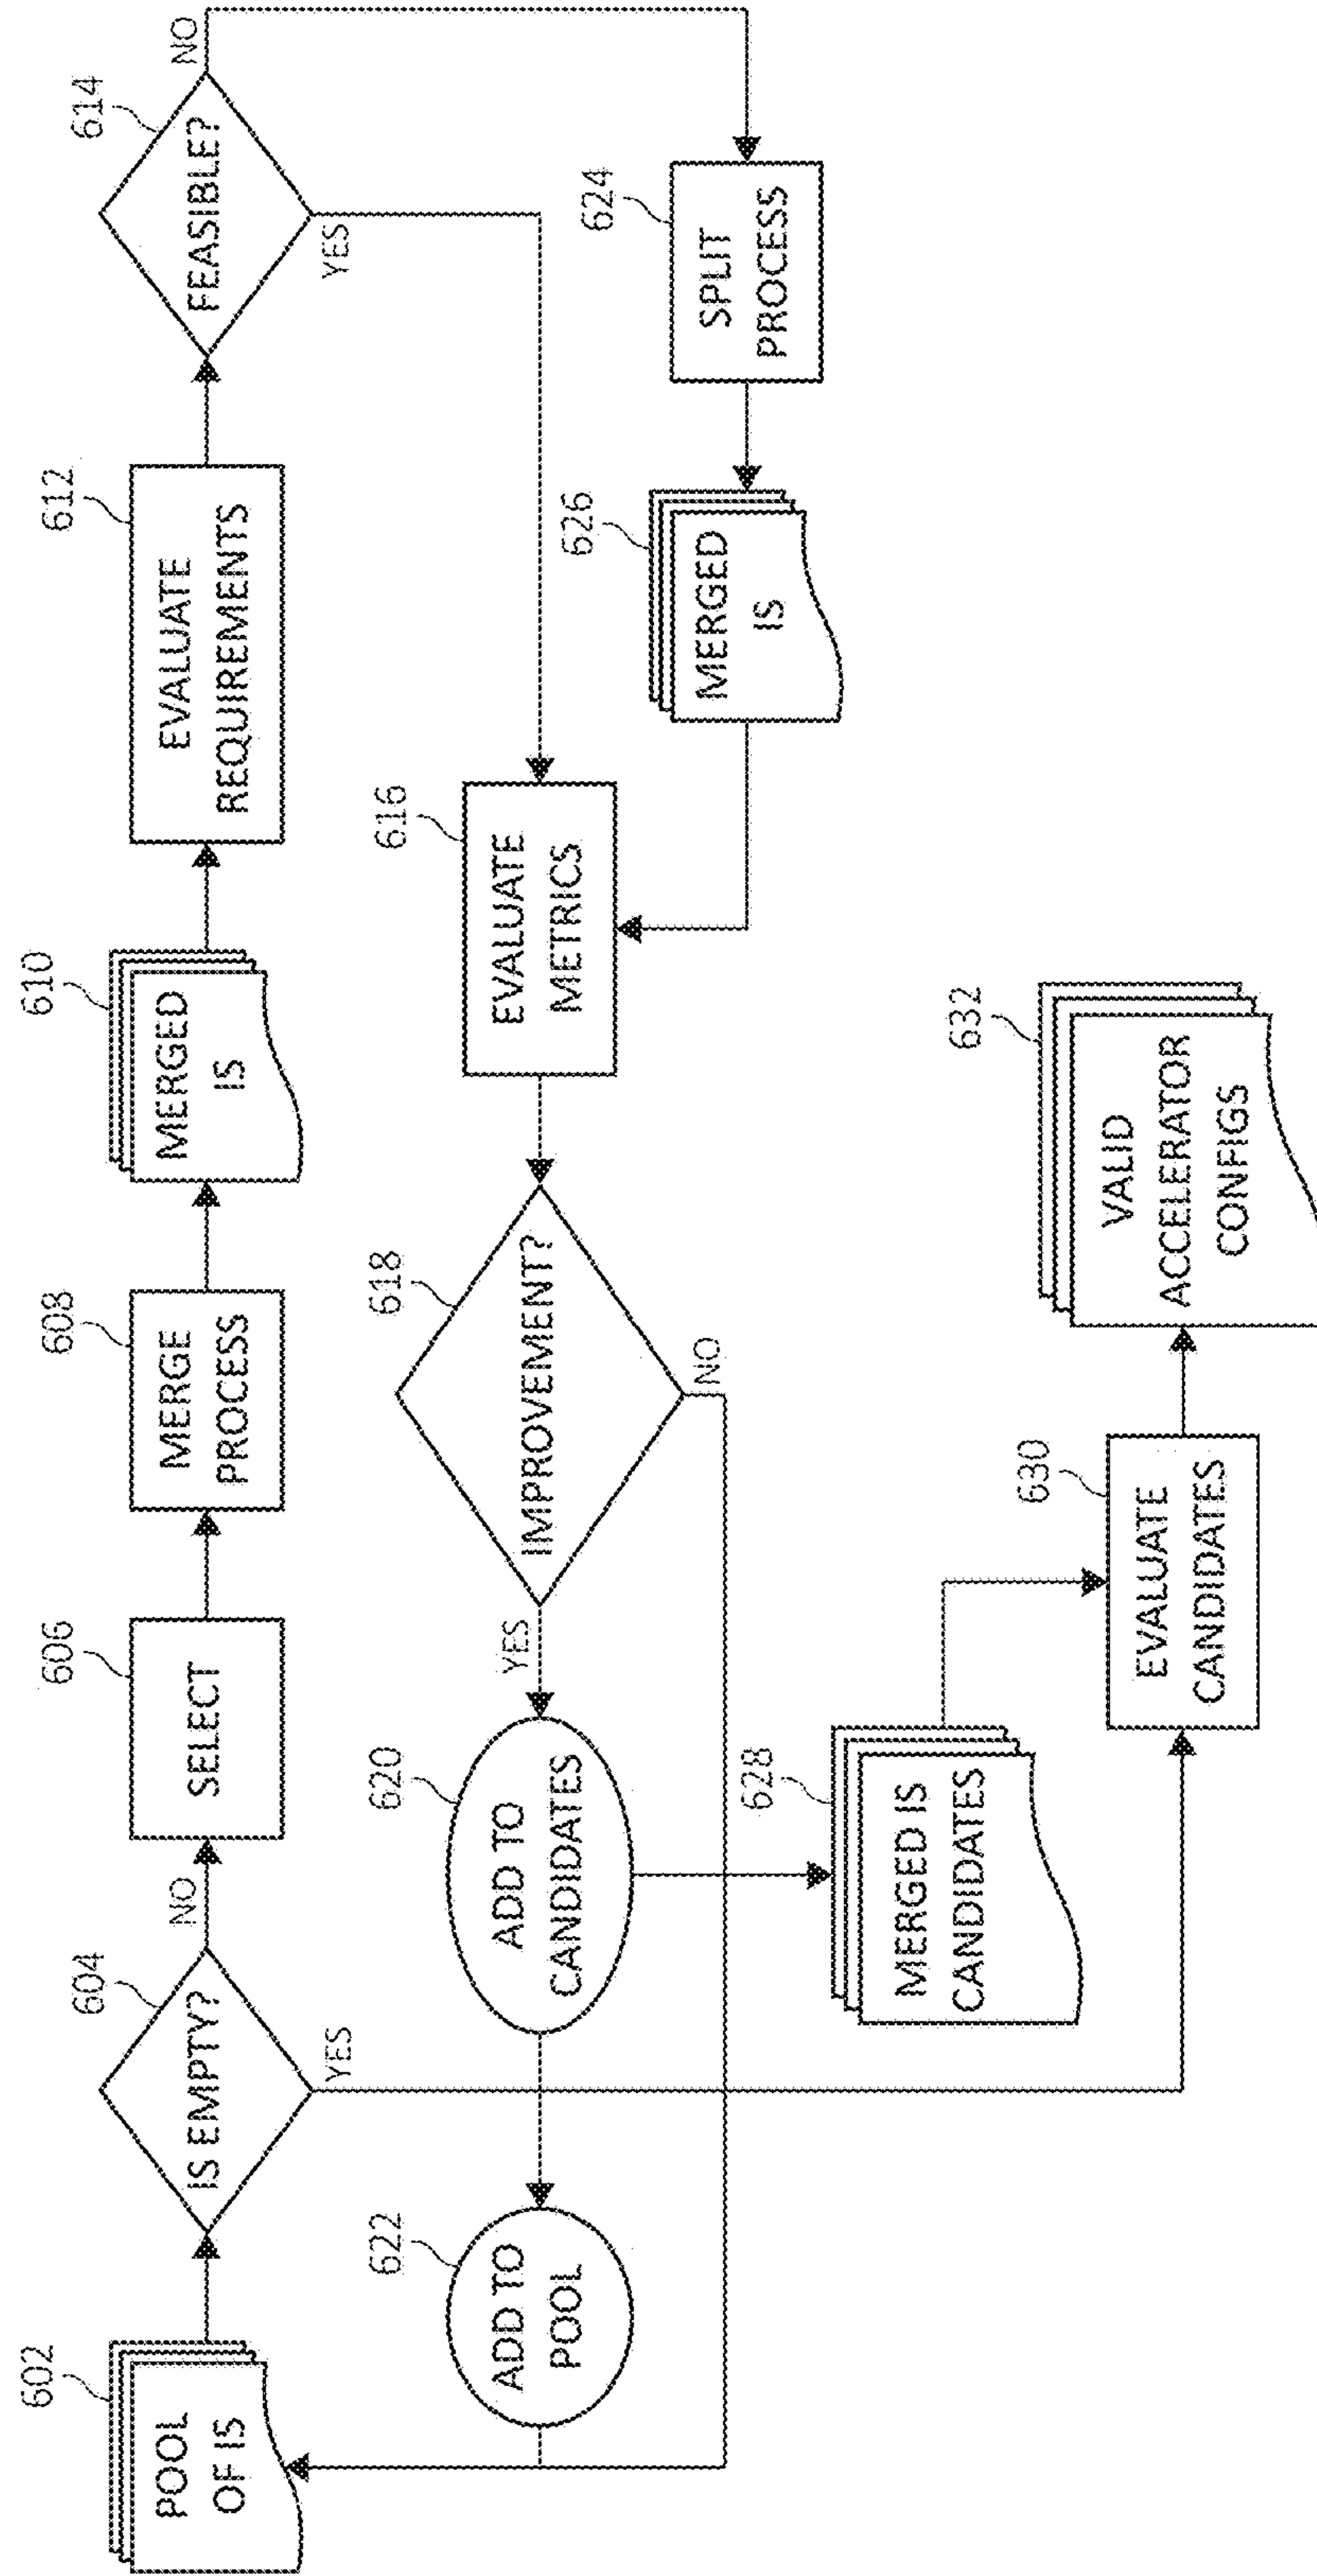 602
POOL
OF IS
604
IS EMPTY?
NO
YES
606
SELECT
608
MERGE
PROCESS
610
MERGED
IS
612
EVALUATE
REQUIREMENTS
614
FEASIBLE?
NO
YES
622
ADD TO
POOL
620
ADD TO
CANDIDATES
YES
618
IMPROVEMENT?
NO
616
EVALUATE
METRICS
626
MERGED
IS
624
SPLIT
PROCESS
628
MERGED IS
CANDIDATES
630
EVALUATE
CANDIDATES
632
VALID
ACCELERATOR
CONFIGS